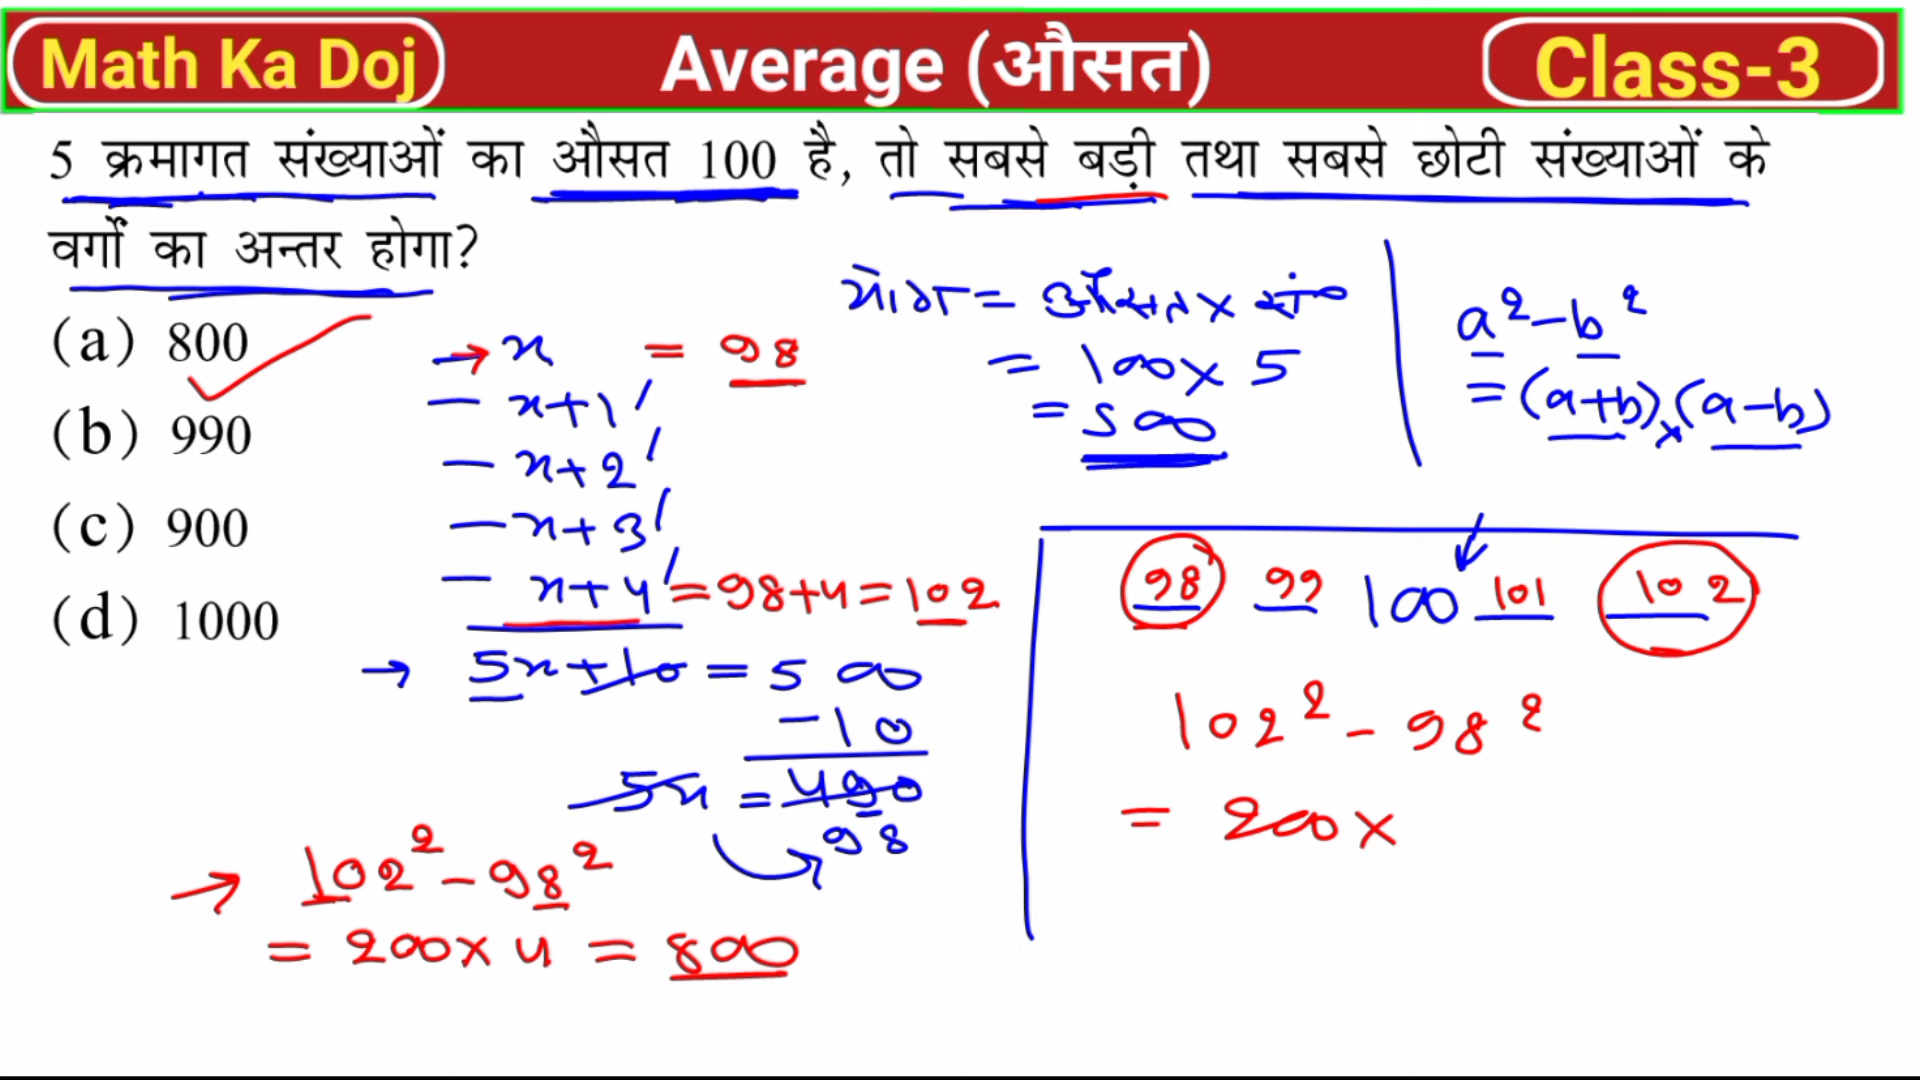 Math Ka Doj
Average (औसत)
Class-3
5 क्रमागत संख्याओं का औसत 100 है, तो सबसे बड़ी तथा सबसे छोटी संख्याओं के
वर्गों का अन्तर होगा?
(a) 800
(b) 990
(c) 900
(d) 1000
→ x = 98
— x+1
— x+2
— x+3
— x+4 = 98+4 = 102
→ 5x+10 = 500
-10
5x = 490
98
→ 102² - 98²
= 200 x 4 = 800
योग = औसत x सं०
= 100 x 5
= 500
a² - b²
= (a+b) x (a-b)
98 99 100 101 102
102² - 98²
= 200 x